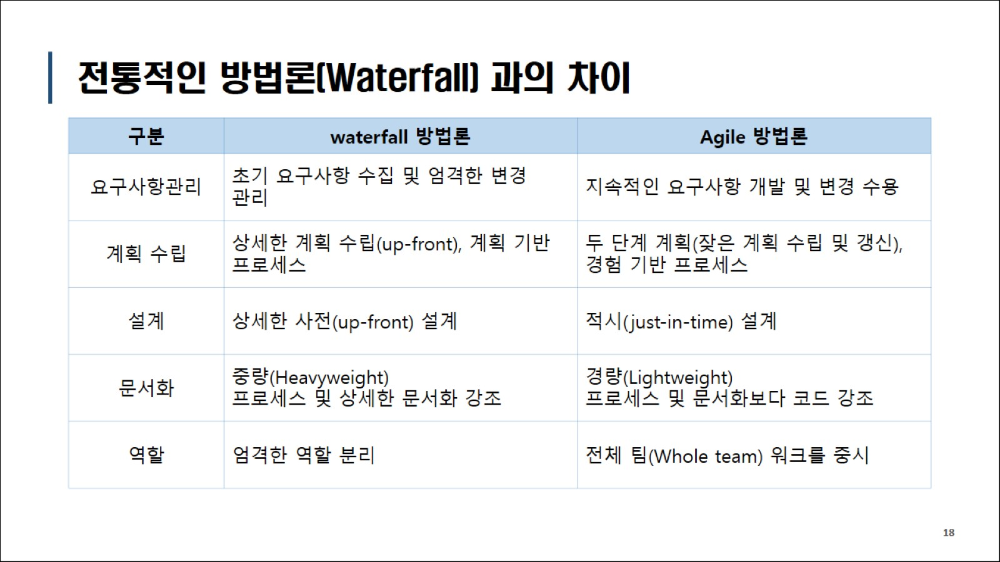 전통적인 방법론(Waterfall) 과의 차이
구분
waterfall 방법론
Agile 방법론
요구사항관리
초기 요구사항 수집 및 엄격한 변경
관리
지속적인 요구사항 개발 및 변경 수용
계획 수립
상세한 계획 수립(up-front), 계획 기반
프로세스
두 단계 계획(잦은 계획 수립 및 갱신),
경험 기반 프로세스
설계
상세한 사전(up-front) 설계
적시(just-in-time) 설계
문서화
중량(Heavyweight)
프로세스 및 상세한 문서화 강조
경량(Lightweight)
프로세스 및 문서화보다 코드 강조
역할
엄격한 역할 분리
전체 팀(Whole team) 워크를 중시
18